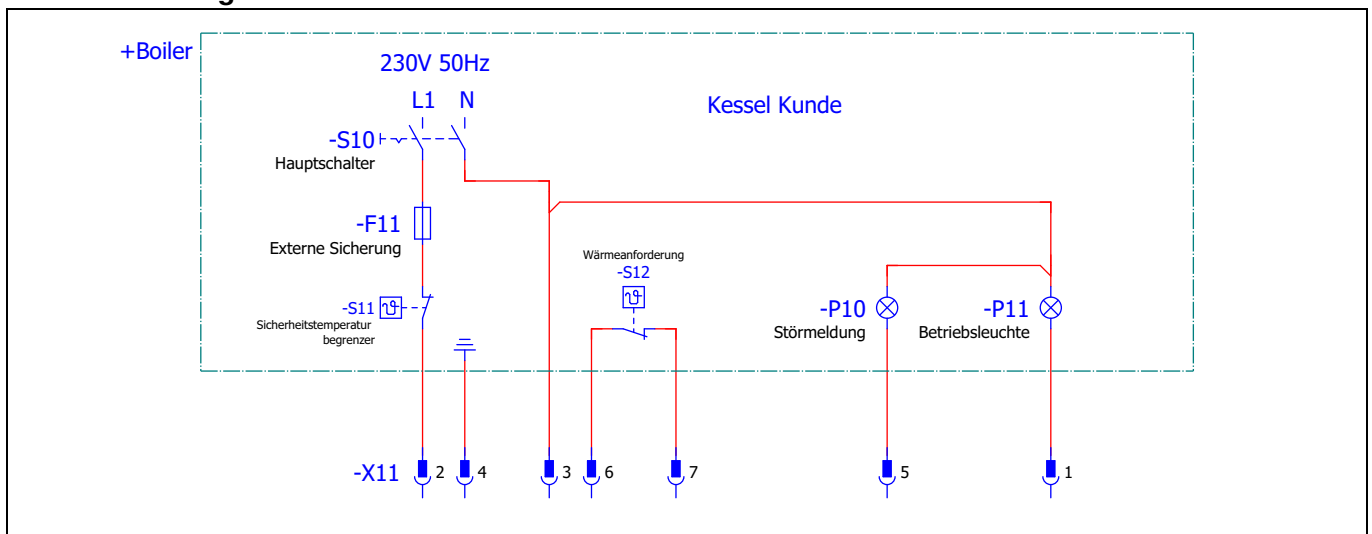 +Boiler
230V 50Hz
Kessel Kunde
L1 N
-S10
Hauptschalter
-F11
Externe Sicherung
Wärmeanforderung
-S12
-S11
Sicherheitstemperatur
begrenzer
-P10
Störmeldung
-P11
Betriebsleuchte
-X11 2 4 3 6 7 5 1